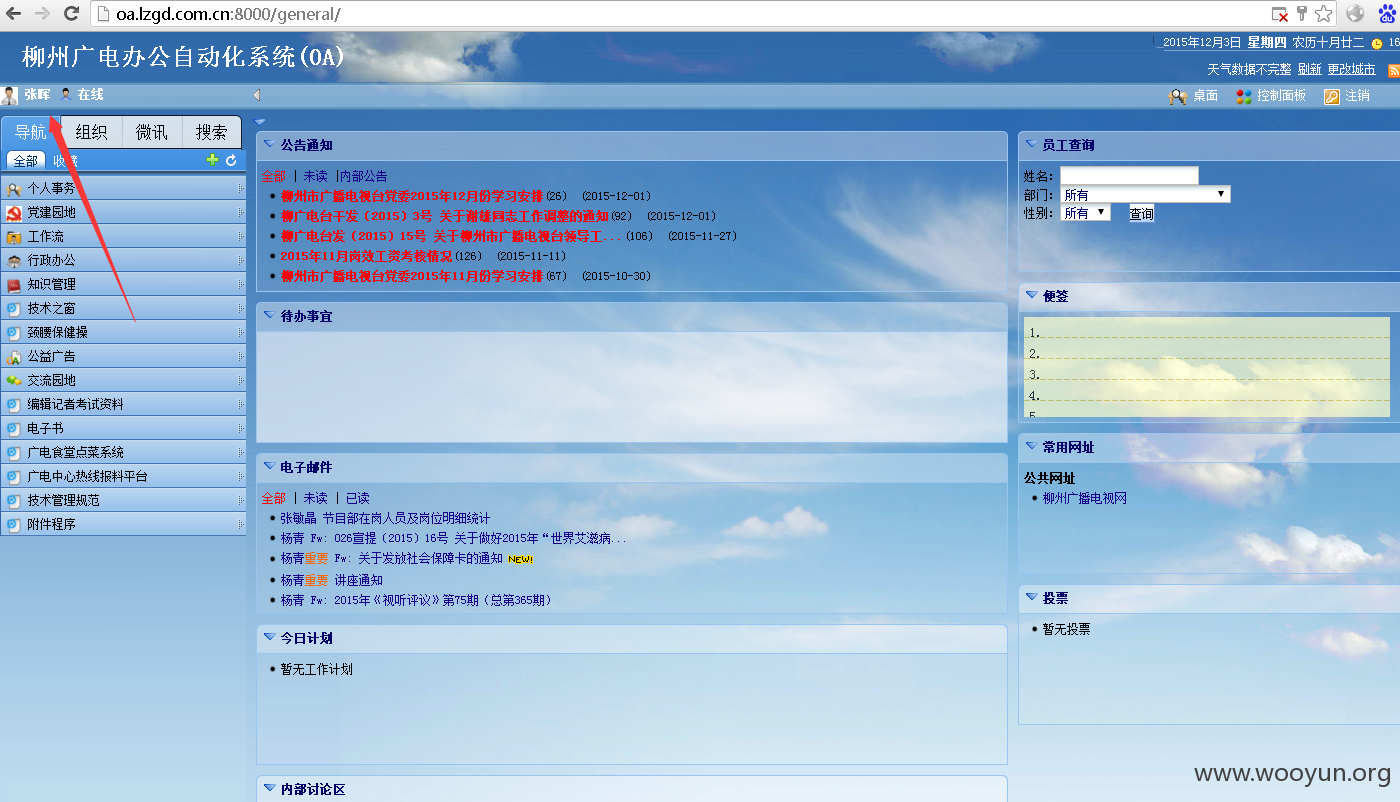 oa.lzgd.com.cn:8000/general/
柳州广电办公自动化系统(OA)
2015年12月3日 星期四 农历十月廿二 16
天气数据不完整 刷新 更改城市
张晖 在线
桌面 控制面板 注销
导航 组织 微讯 搜索
全部 收藏
个人事务
党建园地
工作流
行政办公
知识管理
技术之窗
颈腰保健操
公益广告
交流园地
编辑记者考试资料
电子书
广电食堂点菜系统
广电中心热线报料平台
技术管理规范
附件程序
公告通知
全部 | 未读 |内部公告
柳州市广播电视台党委2015年12月份学习安排(26) (2015-12-01)
柳广电台干发（2015）3号 关于谢雄同志工作调整的通知(92) (2015-12-01)
柳广电台发（2015）15号 关于柳州市广播电视台领导工...(106) (2015-11-27)
2015年11月岗效工资考核情况(126) (2015-11-11)
柳州市广播电视台党委2015年11月份学习安排(67) (2015-10-30)
待办事宜
电子邮件
全部 | 未读 | 已读
张敏晶 节目部在岗人员及岗位明细统计
杨青 Fw: 026宣提（2015）16号 关于做好2015年“世界艾滋病...
杨青重要 Fw: 关于发放社会保障卡的通知 NEW!
杨青重要 讲座通知
杨青 Fw: 2015年《视听评议》第75期（总第365期）
今日计划
暂无工作计划
内部讨论区
员工查询
姓名：
部门： 所有
性别： 所有 查询
便签
1.
2.
3.
4.
5
常用网址
公共网址
柳州广播电视网
投票
暂无投票
www.wooyun.org